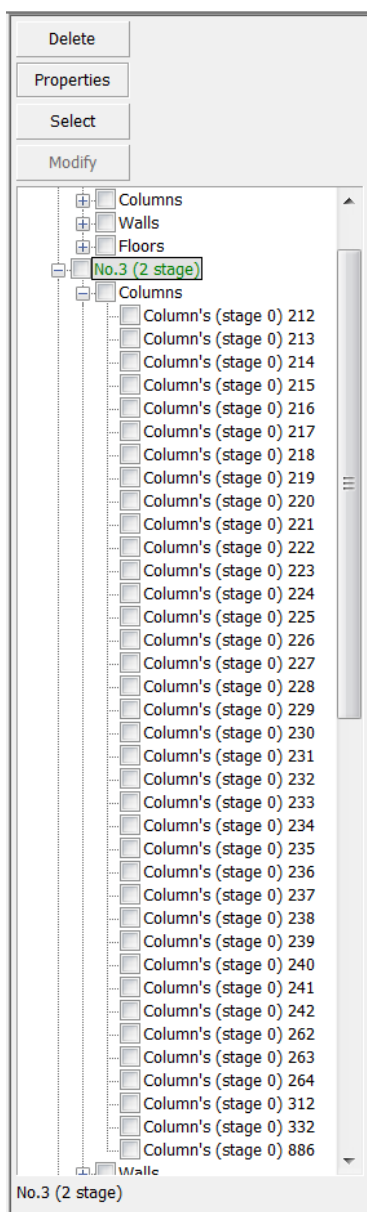 Delete
Properties
Select
Modify
Columns
Walls
Floors
No.3 (2 stage)
Columns
Column's (stage 0) 212
Column's (stage 0) 213
Column's (stage 0) 214
Column's (stage 0) 215
Column's (stage 0) 216
Column's (stage 0) 217
Column's (stage 0) 218
Column's (stage 0) 219
Column's (stage 0) 220
Column's (stage 0) 221
Column's (stage 0) 222
Column's (stage 0) 223
Column's (stage 0) 224
Column's (stage 0) 225
Column's (stage 0) 226
Column's (stage 0) 227
Column's (stage 0) 228
Column's (stage 0) 229
Column's (stage 0) 230
Column's (stage 0) 231
Column's (stage 0) 232
Column's (stage 0) 233
Column's (stage 0) 234
Column's (stage 0) 235
Column's (stage 0) 236
Column's (stage 0) 237
Column's (stage 0) 238
Column's (stage 0) 239
Column's (stage 0) 240
Column's (stage 0) 241
Column's (stage 0) 242
Column's (stage 0) 262
Column's (stage 0) 263
Column's (stage 0) 264
Column's (stage 0) 312
Column's (stage 0) 332
Column's (stage 0) 886
Walls
No.3 (2 stage)